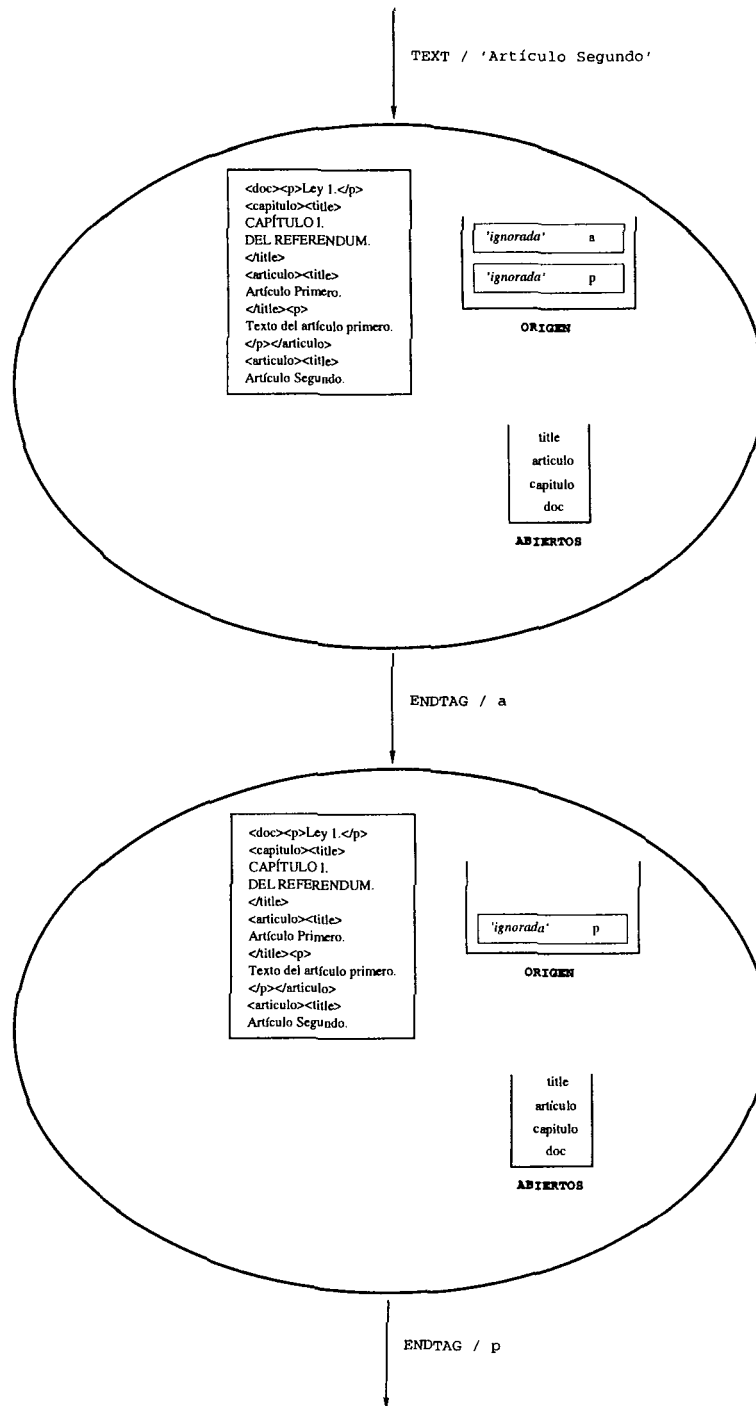 TEXT / 'Artículo Segundo'
<doc><p>Ley 1.</p>
<capitulo><title>
CAPÍTULO 1.
DEL REFERENDUM.
</title>
<articulo><title>
Artículo Primero.
</title><p>
Texto del artículo primero.
</p></articulo>
<articulo><title>
Artículo Segundo.
'ignorada' a
'ignorada' p
ORIGEN
title
articulo
capitulo
doc
ABIERTOS
ENDTAG / a
<doc><p>Ley 1.</p>
<capitulo><title>
CAPÍTULO 1.
DEL REFERENDUM.
</title>
<articulo><title>
Artículo Primero.
</title><p>
Texto del artículo primero.
</p></articulo>
<articulo><title>
Artículo Segundo.
'ignorada' p
ORIGEN
title
artículo
capitulo
doc
ABIERTOS
ENDTAG / p